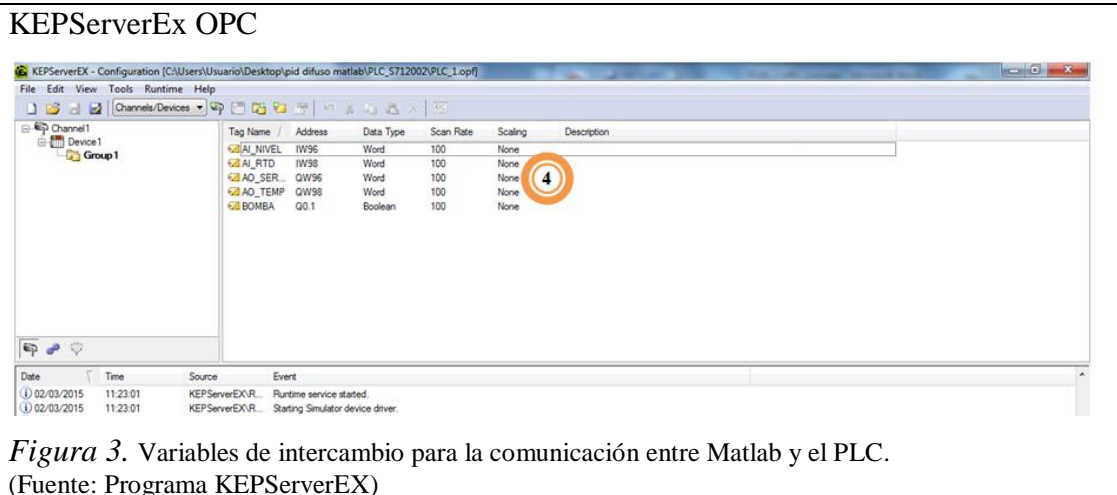 KEPServerEx OPC
KEPServerEX - Configuration [C:\Users\Usuario\Desktop\pid difuso matlab\PLC_S712002\PLC_1.opf]
File Edit View Tools Runtime Help
Channels/Devices
Channel1
Device1
Group1
Tag Name / Address Data Type Scan Rate Scaling Description
AI_NIVEL IW96 Word 100 None
AI_RTD IW98 Word 100 None
AO_SER... QW96 Word 100 None
AO_TEMP QW98 Word 100 None
BOMBA Q0.1 Boolean 100 None
4
Date Time Source Event
02/03/2015 11:23:01 KEPServerEX\R... Runtime service started.
02/03/2015 11:23:01 KEPServerEX\R... Starting Simulator device driver.
Figura 3. Variables de intercambio para la comunicación entre Matlab y el PLC.
(Fuente: Programa KEPServerEX)